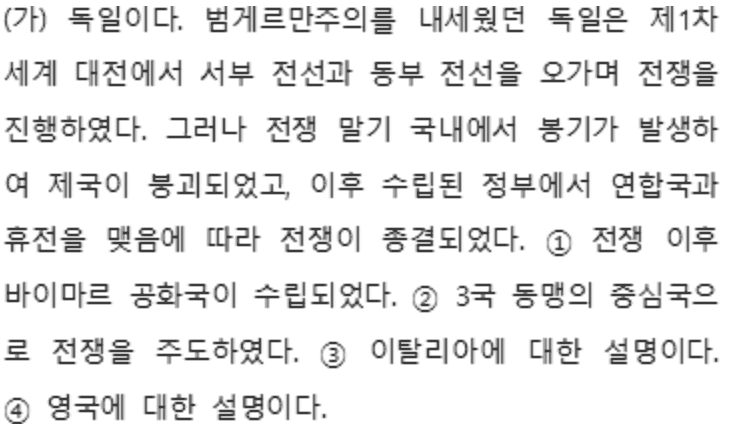 (가) 독일이다. 범게르만주의를 내세웠던 독일은 제1차
세계 대전에서 서부 전선과 동부 전선을 오가며 전쟁을
진행하였다. 그러나 전쟁 말기 국내에서 봉기가 발생하
여 제국이 붕괴되었고, 이후 수립된 정부에서 연합국과
휴전을 맺음에 따라 전쟁이 종결되었다. ① 전쟁 이후
바이마르 공화국이 수립되었다. ② 3국 동맹의 중심국으
로 전쟁을 주도하였다. ③ 이탈리아에 대한 설명이다.
④ 영국에 대한 설명이다.